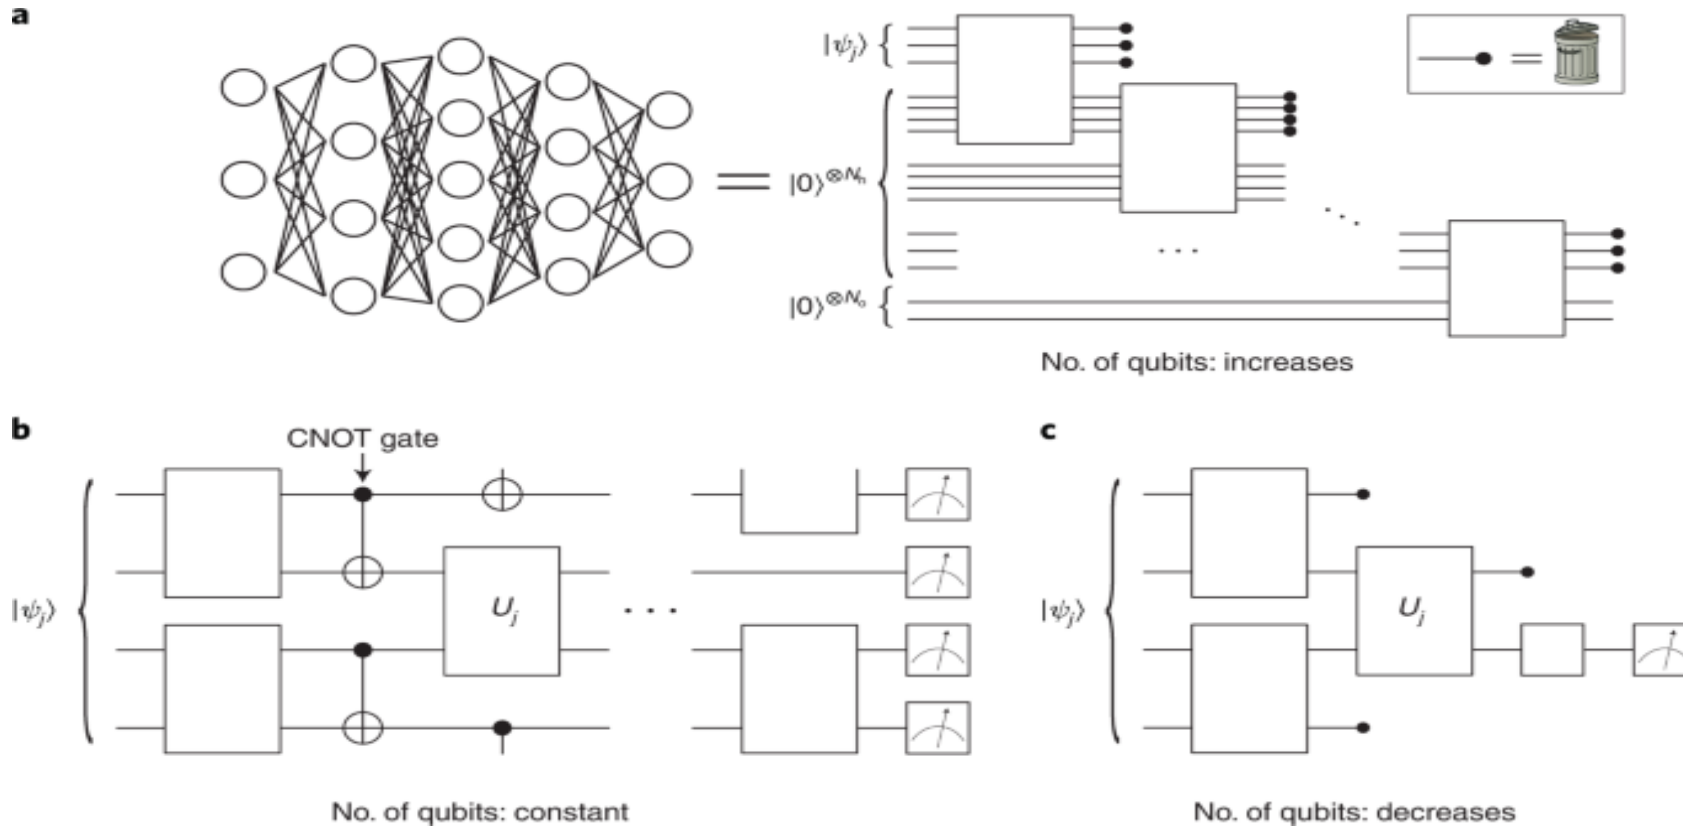 a
|ψj⟩
=
|0⟩⊗Nh
|0⟩⊗No
=
No. of qubits: increases
b
CNOT gate
|ψj⟩
Uj
No. of qubits: constant
c
|ψj⟩
Uj
No. of qubits: decreases